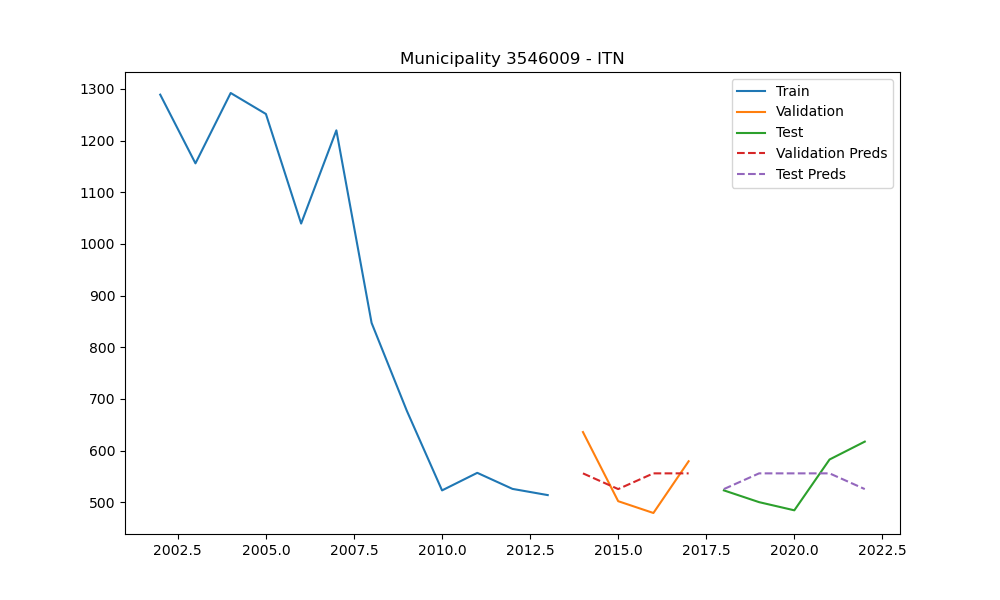 Municipality 3546009 - ITN
1300
1200
1100
1000
900
800
700
600
500
2002.5 2005.0 2007.5 2010.0 2012.5 2015.0 2017.5 2020.0 2022.5
Train
Validation
Test
Validation Preds
Test Preds